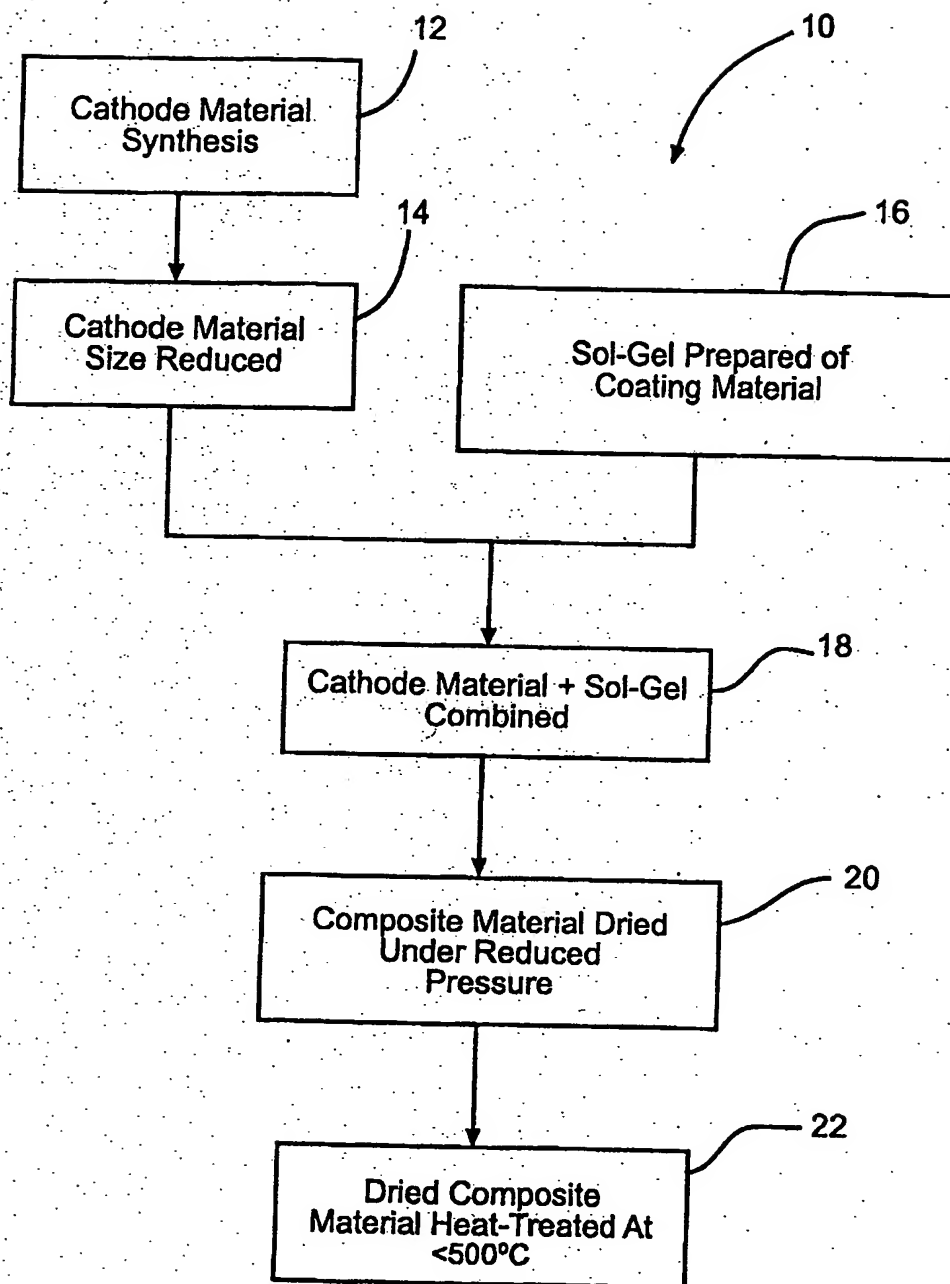 12
10
Cathode Material
Synthesis
14
16
Cathode Material
Size Reduced
Sol-Gel Prepared of
Coating Material
18
Cathode Material + Sol-Gel
Combined
20
Composite Material Dried
Under Reduced
Pressure
22
Dried Composite
Material Heat-Treated At
<500°C